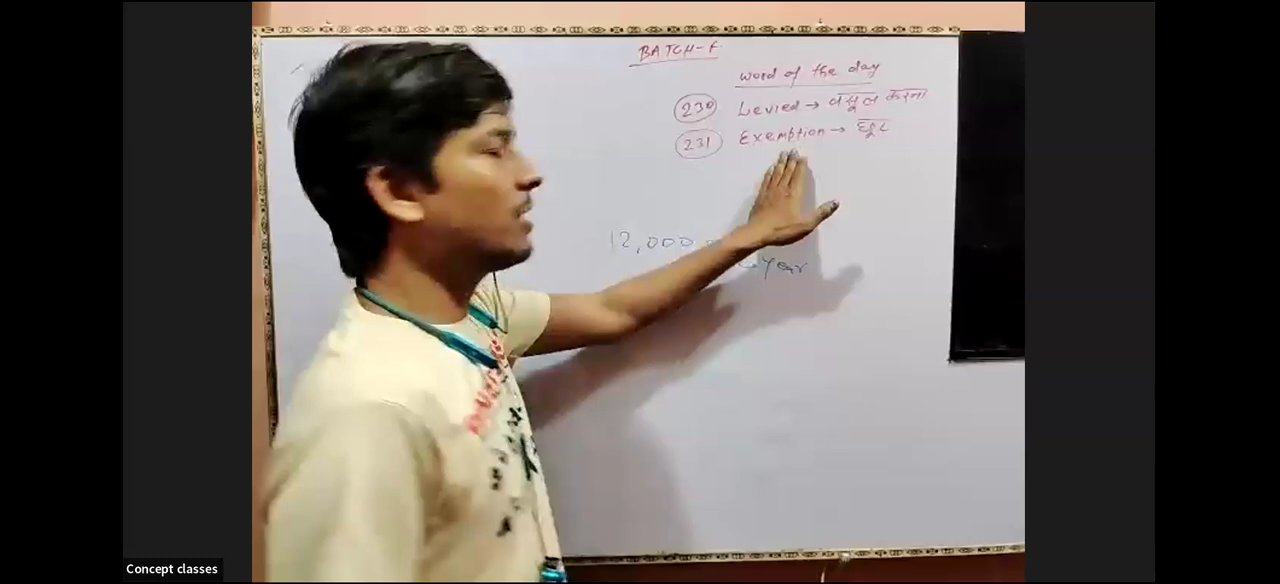 BATCH-F
word of the day
230 Levied → वसूल करना
231 Exemption → छूट
12,000
year
Concept classes